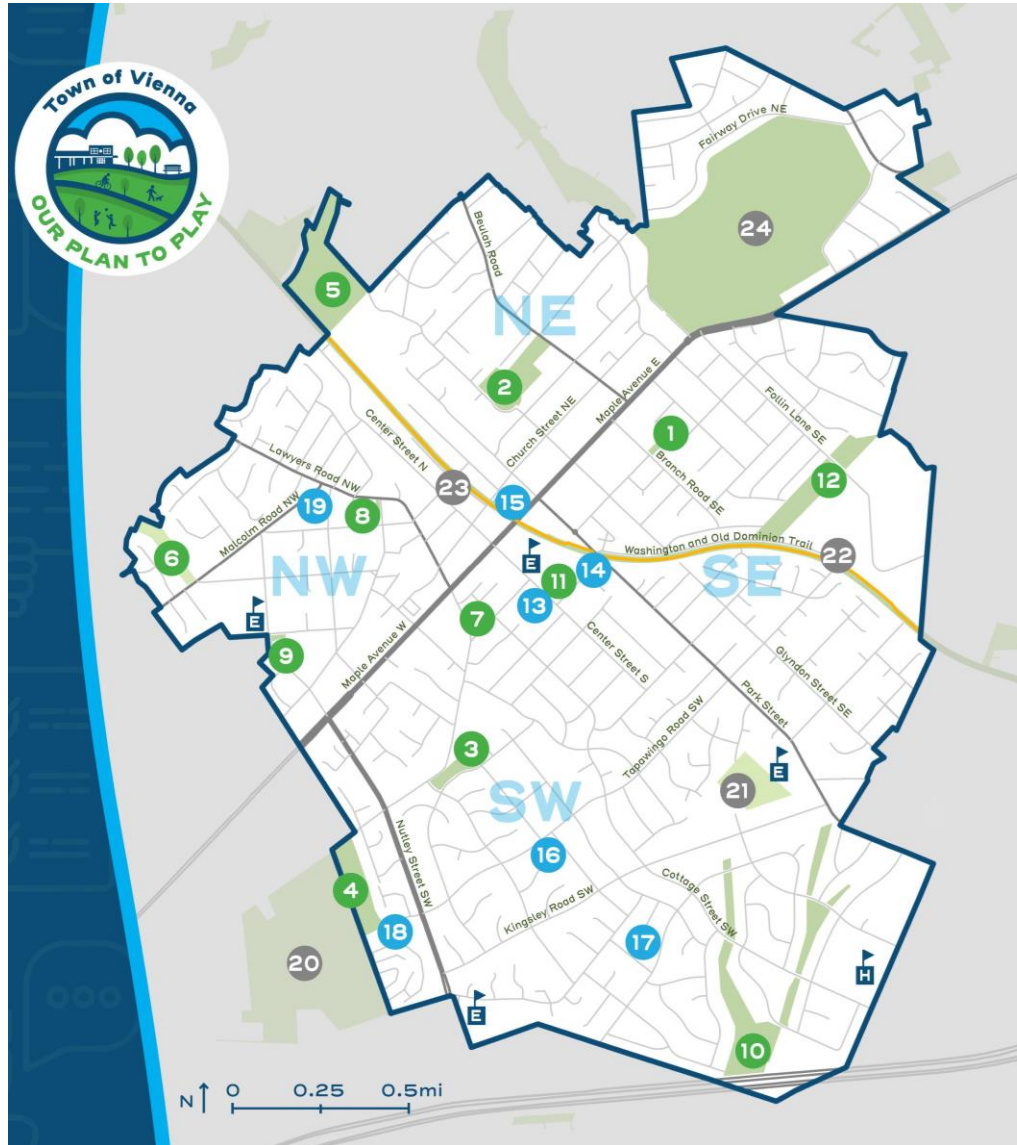 Town of Vienna
OUR PLAN TO PLAY
Fairway Drive NE
24
Beulah Road
5
NE
2
Maple Avenue E
Church Street NE
Center Street N
1
Follin Lane SE
Branch Road SE
12
Lawyers Road NW
23
15
19
8
Malcolm Road NW
Washington and Old Dominion Trail
6
22
E
NW
14
SE
11
13
E
7
Center Street S
9
Maple Avenue W
Glyndon Street SE
Park Street
Tapawingo Road SW
3
E
21
SW
16
Nutley Street SW
Cottage Street SW
4
Kingsley Road SW
18
17
20
H
E
10
N 0 0.25 0.5mi